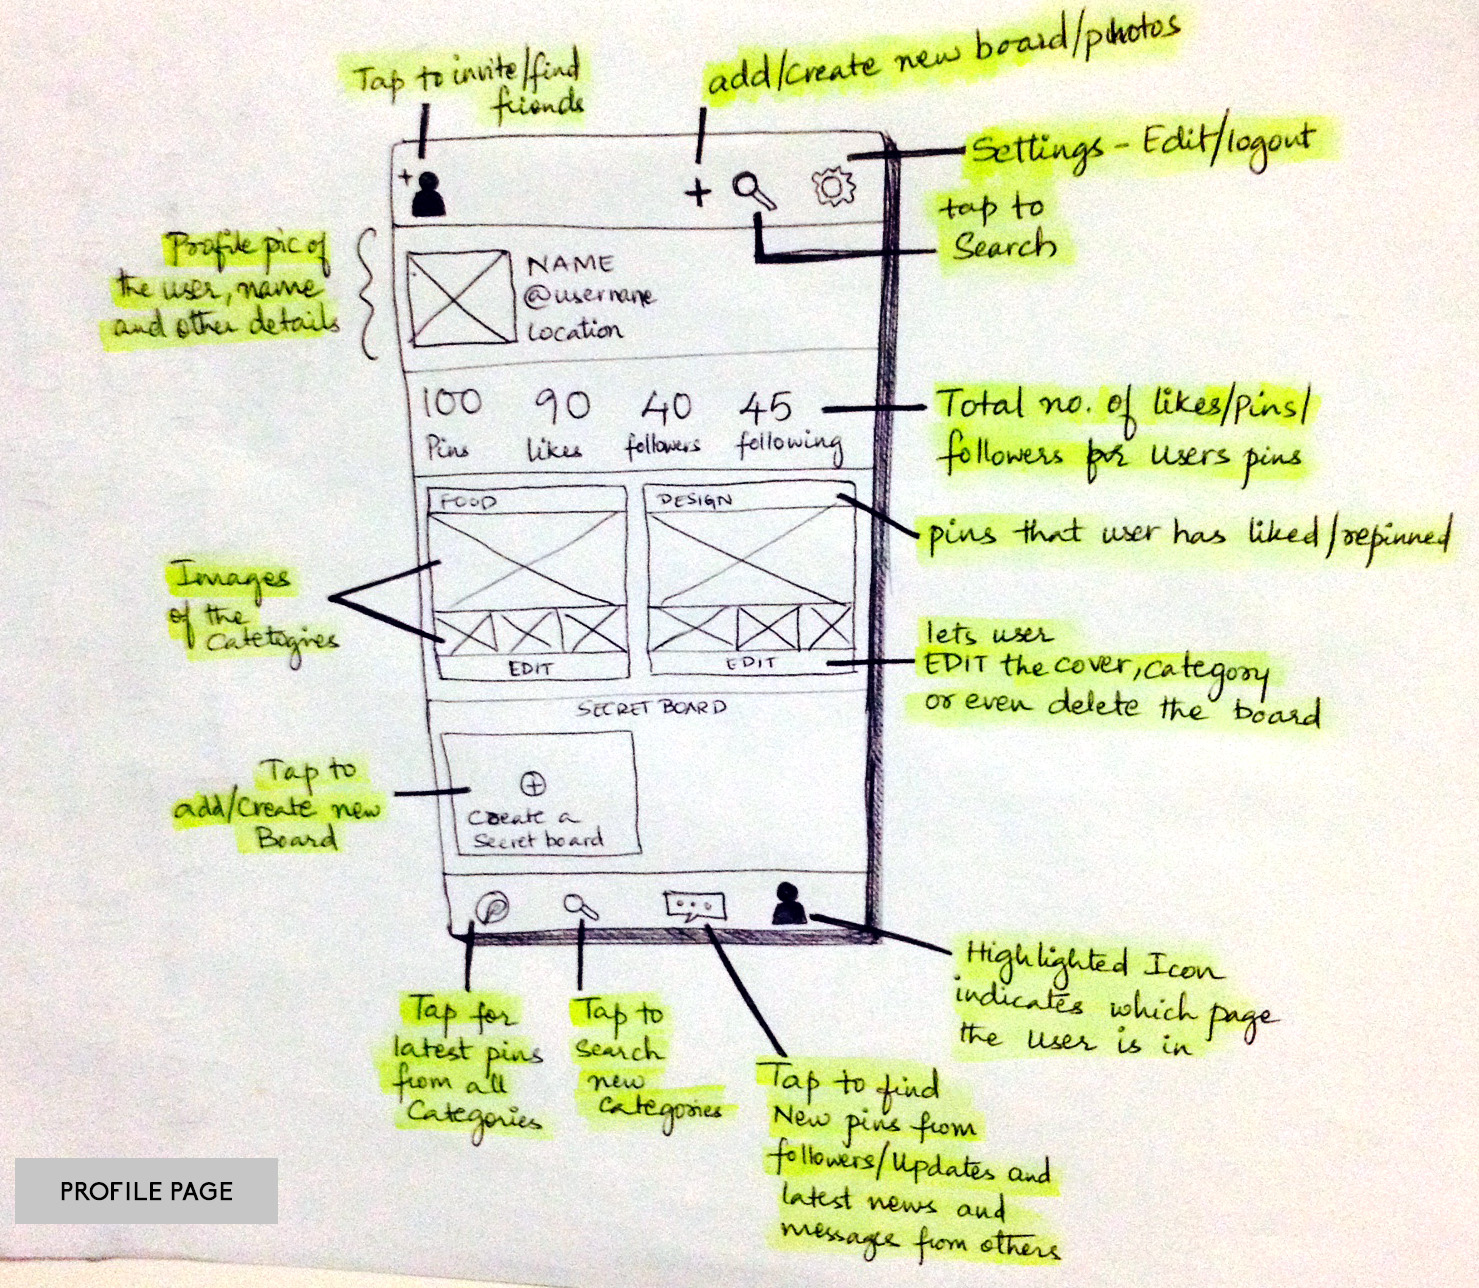 Tap to invite/find
friends
add/create new board/photos
Settings - Edit/logout
tap to
Search
Profile pic of
the user, name
and other details
NAME
@username
Location
100 90 40 45
Pins likes followers following
Total no. of likes/pins/
followers for users pins
FOOD
DESIGN
pins that user has liked/repinned
Images
of the
Catetogries
EDIT
EDIT
lets user
EDIT the cover, category
or even delete the board
SECRET BOARD
Tap to
add/Create new
Board
Create a
Secret board
Highlighted Icon
indicates which page
the user is in
Tap for
latest pins
from all
Categories
Tap to
search
new
categories
Tap to find
New pins from
followers/Updates and
latest news and
messages from others
PROFILE PAGE